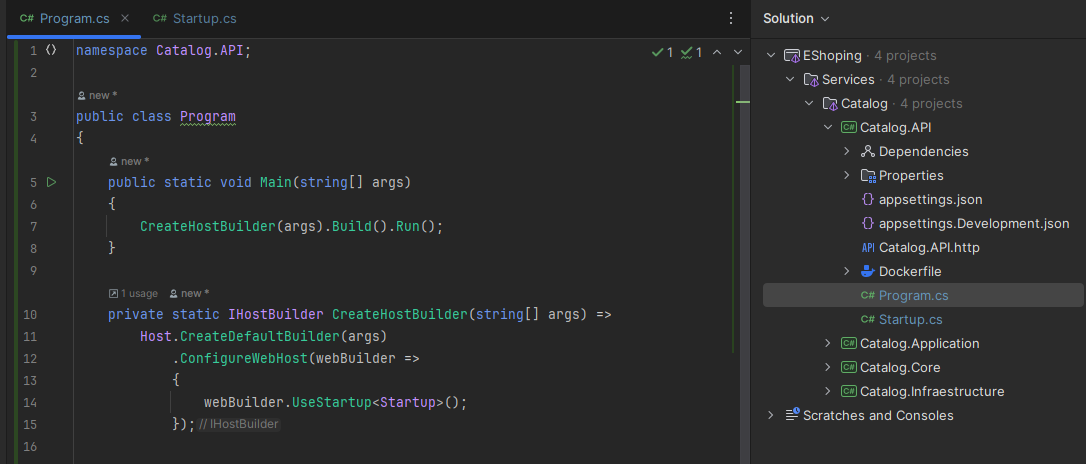 Program.cs
Startup.cs
1 namespace Catalog.API;
1 1
2
new *
3 public class Program
4 {
new *
5 public static void Main(string[] args)
6 {
7 CreateHostBuilder(args).Build().Run();
8 }
9
1 usage new *
10 private static IHostBuilder CreateHostBuilder(string[] args) =>
11 Host.CreateDefaultBuilder(args)
12 .ConfigureWebHost(webBuilder =>
13 {
14 webBuilder.UseStartup<Startup>();
15 }); // IHostBuilder
16
Solution
EShoping · 4 projects
Services · 4 projects
Catalog · 4 projects
C# Catalog.API
Dependencies
Properties
{} appsettings.json
{} appsettings.Development.json
API Catalog.API.http
Dockerfile
C# Program.cs
C# Startup.cs
C# Catalog.Application
C# Catalog.Core
C# Catalog.Infrastructure
Scratches and Consoles